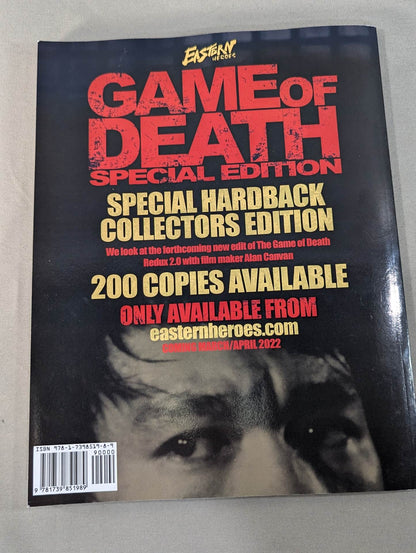 EASTERN
HEROES
GAME OF
DEATH
SPECIAL EDITION
SPECIAL HARDBACK
COLLECTORS EDITION
We look at the forthcoming new edit of The Game of Death
Redux 2.0 with film maker Alan Canvan
200 COPIES AVAILABLE
ONLY AVAILABLE FROM
easternheroes.com
COMING MARCH/APRIL 2022
ISBN 978-1-7398519-8-9
90000
9 781739 851989